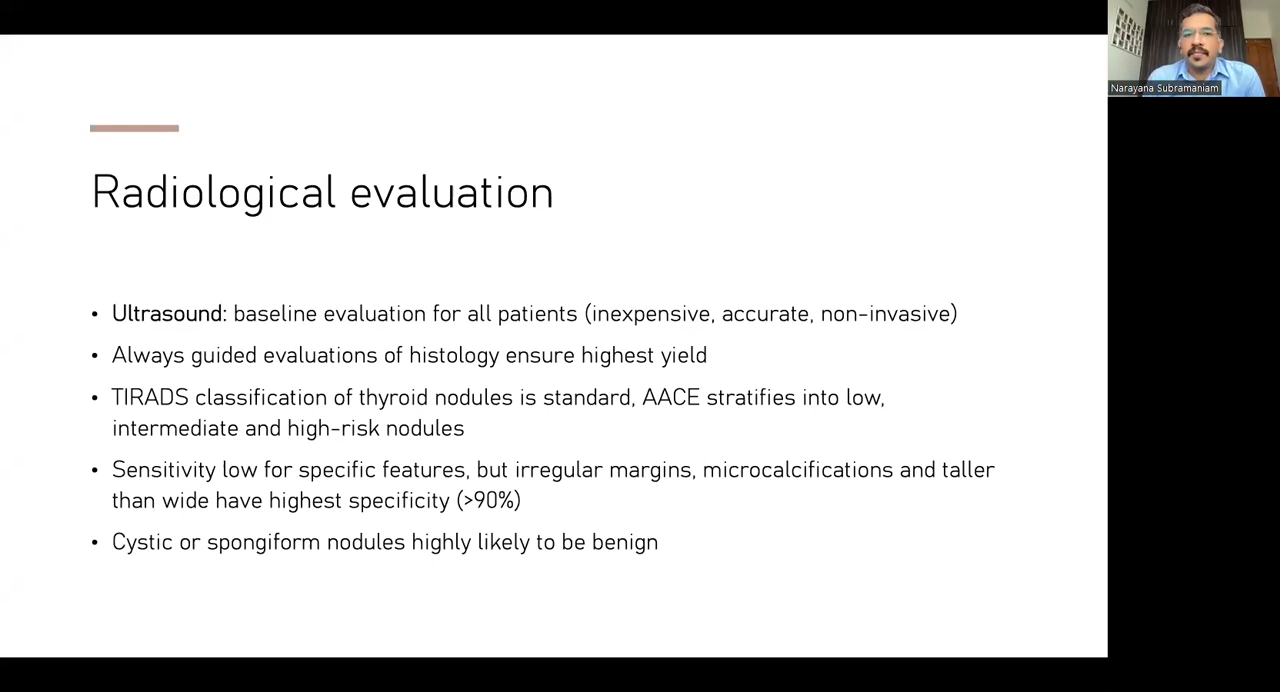 Narayana Subramaniam
Radiological evaluation
• Ultrasound: baseline evaluation for all patients (inexpensive, accurate, non-invasive)
• Always guided evaluations of histology ensure highest yield
• TIRADS classification of thyroid nodules is standard, AACE stratifies into low,
intermediate and high-risk nodules
• Sensitivity low for specific features, but irregular margins, microcalcifications and taller
than wide have highest specificity (>90%)
• Cystic or spongiform nodules highly likely to be benign